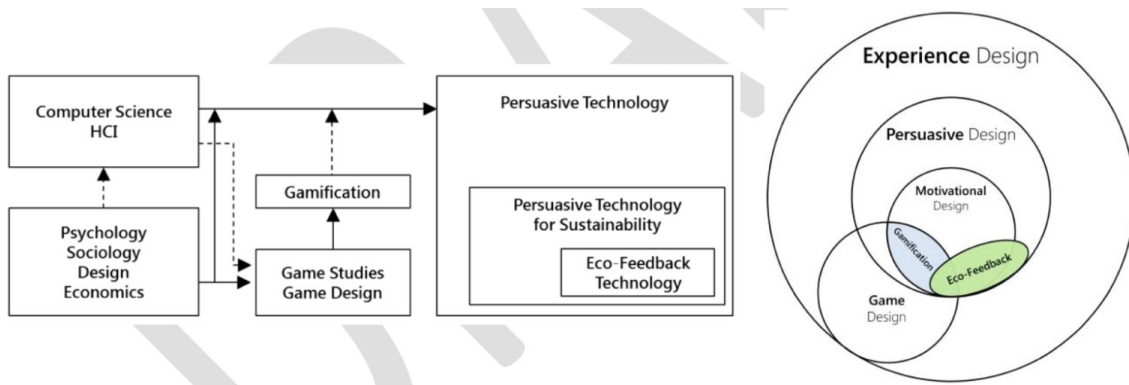 Computer Science
HCI
Psychology
Sociology
Design
Economics
Gamification
Game Studies
Game Design
Persuasive Technology
Persuasive Technology
for Sustainability
Eco-Feedback
Technology
Experience Design
Persuasive Design
Motivational
Design
Gamification
Eco-Feedback
Game
Design